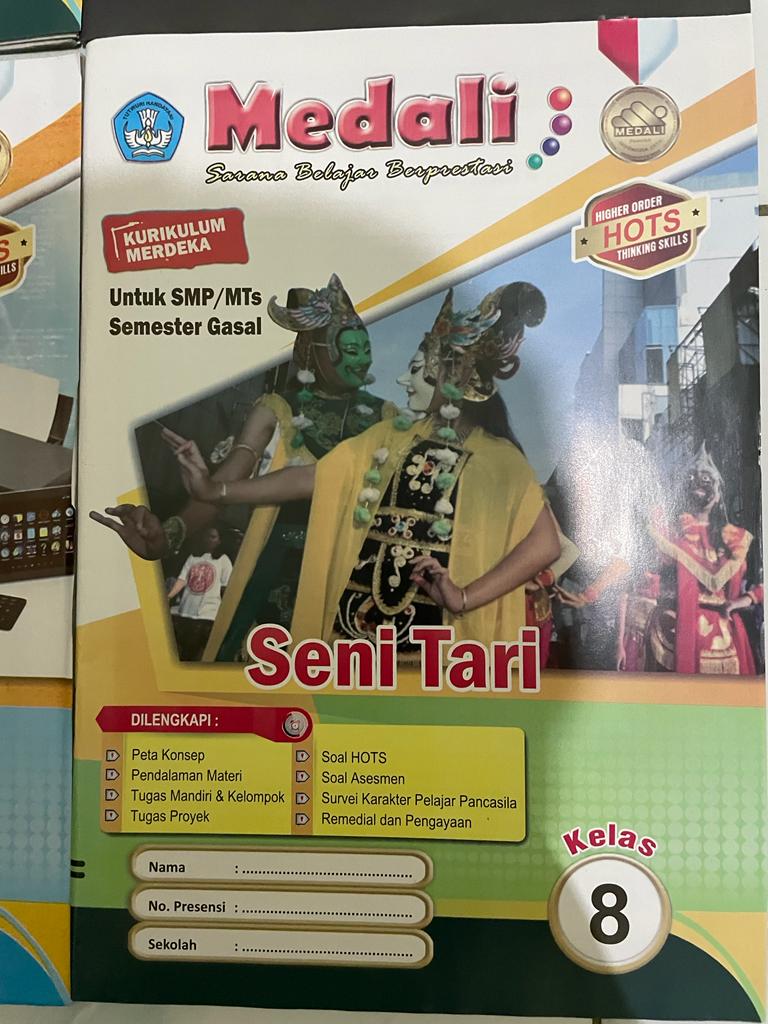 TUTWURI HANDAYANI
Medali
Sarana Belajar Berprestasi
MEDALI
HIGHER ORDER
HOTS
THINKING SKILLS
KURIKULUM
MERDEKA
Untuk SMP/MTs
Semester Gasal
Seni Tari
DILENGKAPI :
Peta Konsep
Pendalaman Materi
Tugas Mandiri & Kelompok
Tugas Proyek
Soal HOTS
Soal Asesmen
Survei Karakter Pelajar Pancasila
Remedial dan Pengayaan
Nama : ....................................................
No. Presensi : ....................................................
Sekolah : ....................................................
Kelas
8